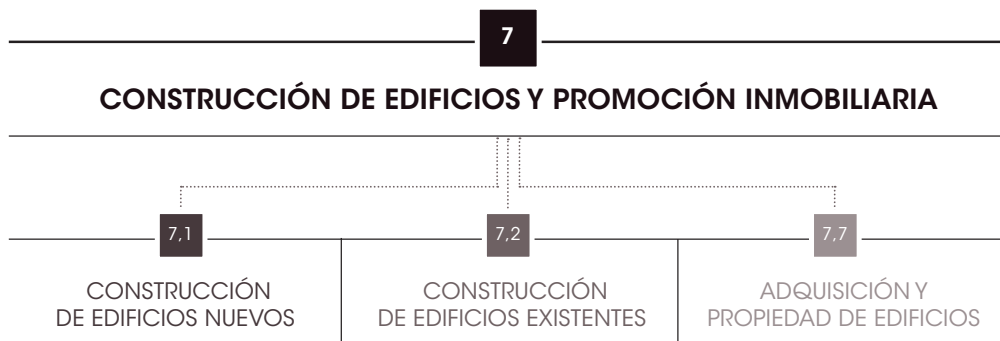 7
CONSTRUCCIÓN DE EDIFICIOS Y PROMOCIÓN INMOBILIARIA
7,1
CONSTRUCCIÓN
DE EDIFICIOS NUEVOS
7,2
CONSTRUCCIÓN
DE EDIFICIOS EXISTENTES
7,7
ADQUISICIÓN Y
PROPIEDAD DE EDIFICIOS